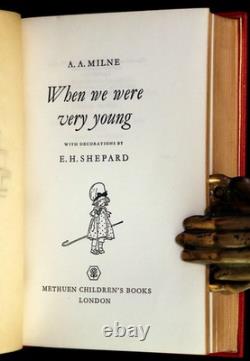 A. A. MILNE
When we were
very young
WITH DECORATIONS BY
E. H. SHEPARD
METHUEN CHILDREN'S BOOKS
LONDON